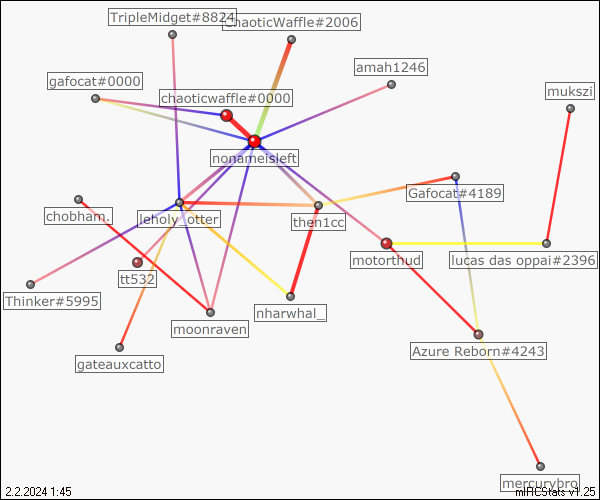 TripleMidget#8824
ChaoticWaffle#2006
amah1246
gafocat#0000
mukszi
chaoticwaffle#0000
nonameisleft
Gafocat#4189
leholy_otter
chobham.
then1cc
motorthud
lucas das oppai#2396
tt532
Thinker#5995
nharwhal_
moonraven
Azure Reborn#4243
gateauxcatto
mercurybro
2.2.2024 1:45
mIRCStats v1.25